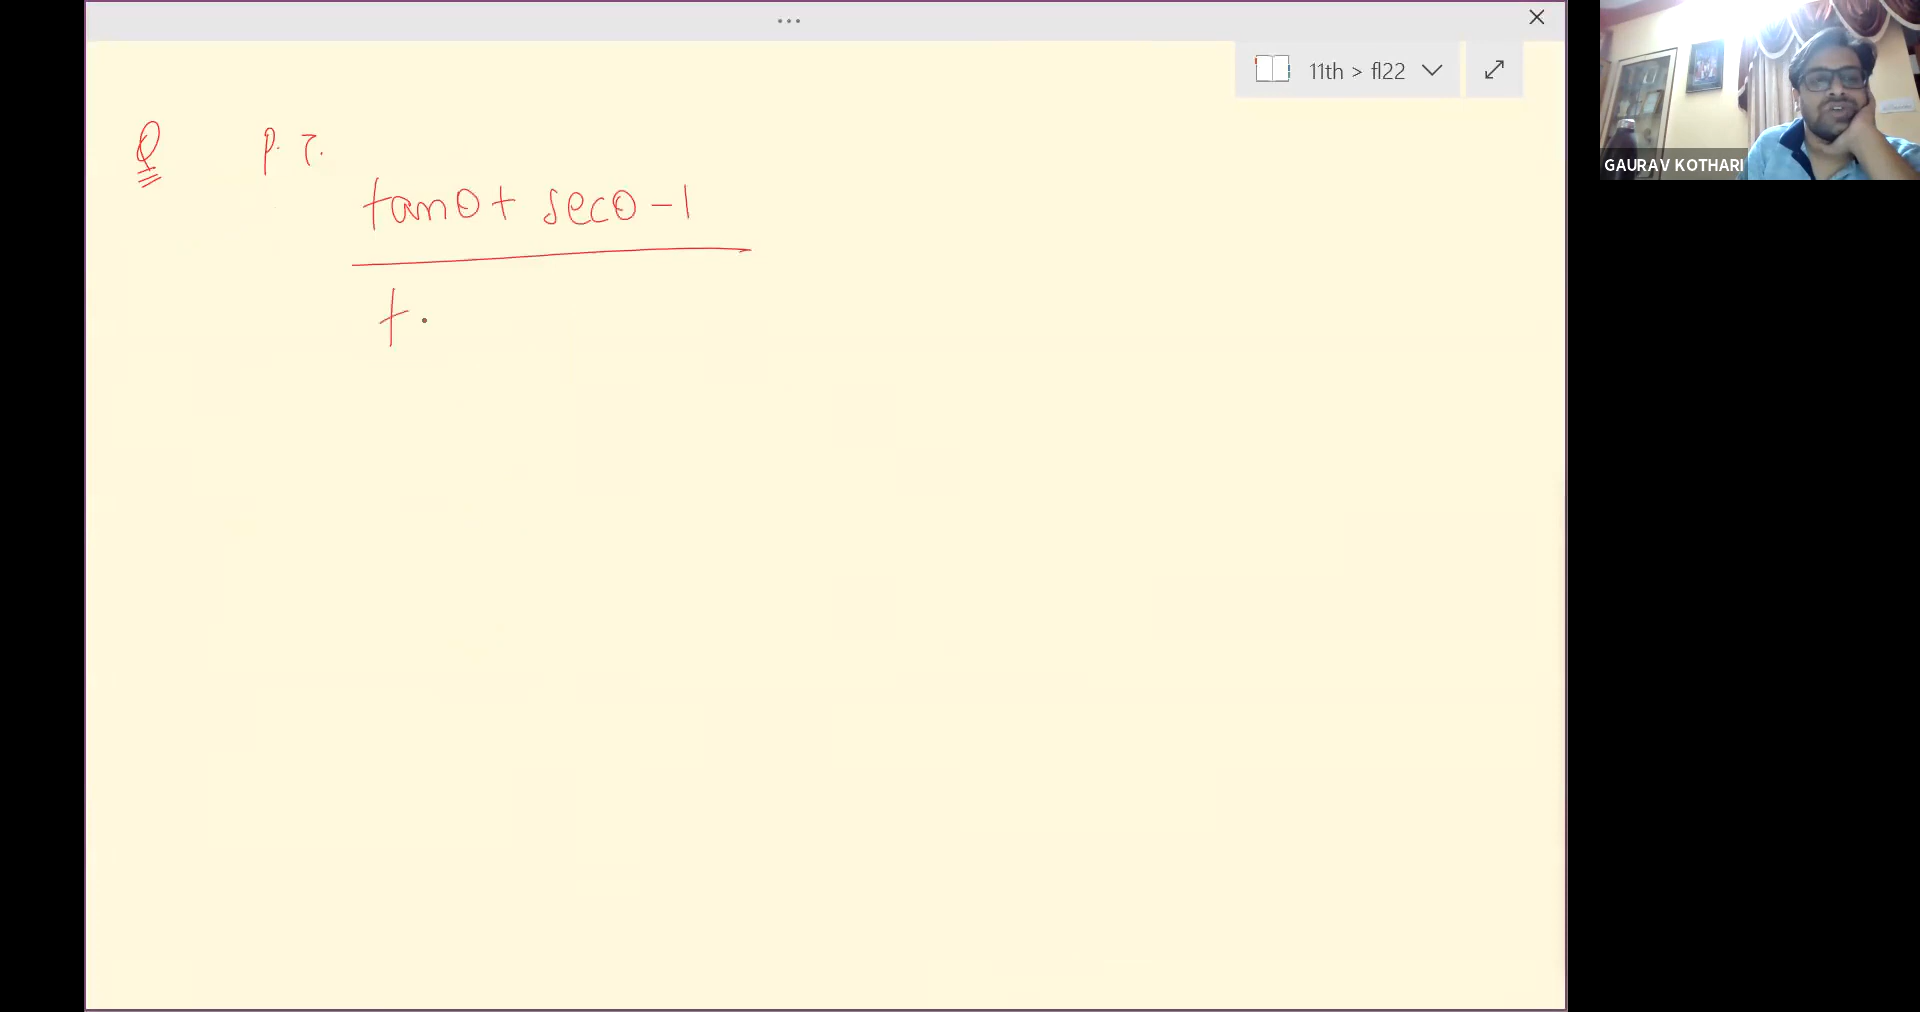 11th > fl22
GAURAV KOTHARI
Q P.T.
tanθ + secθ - 1
t